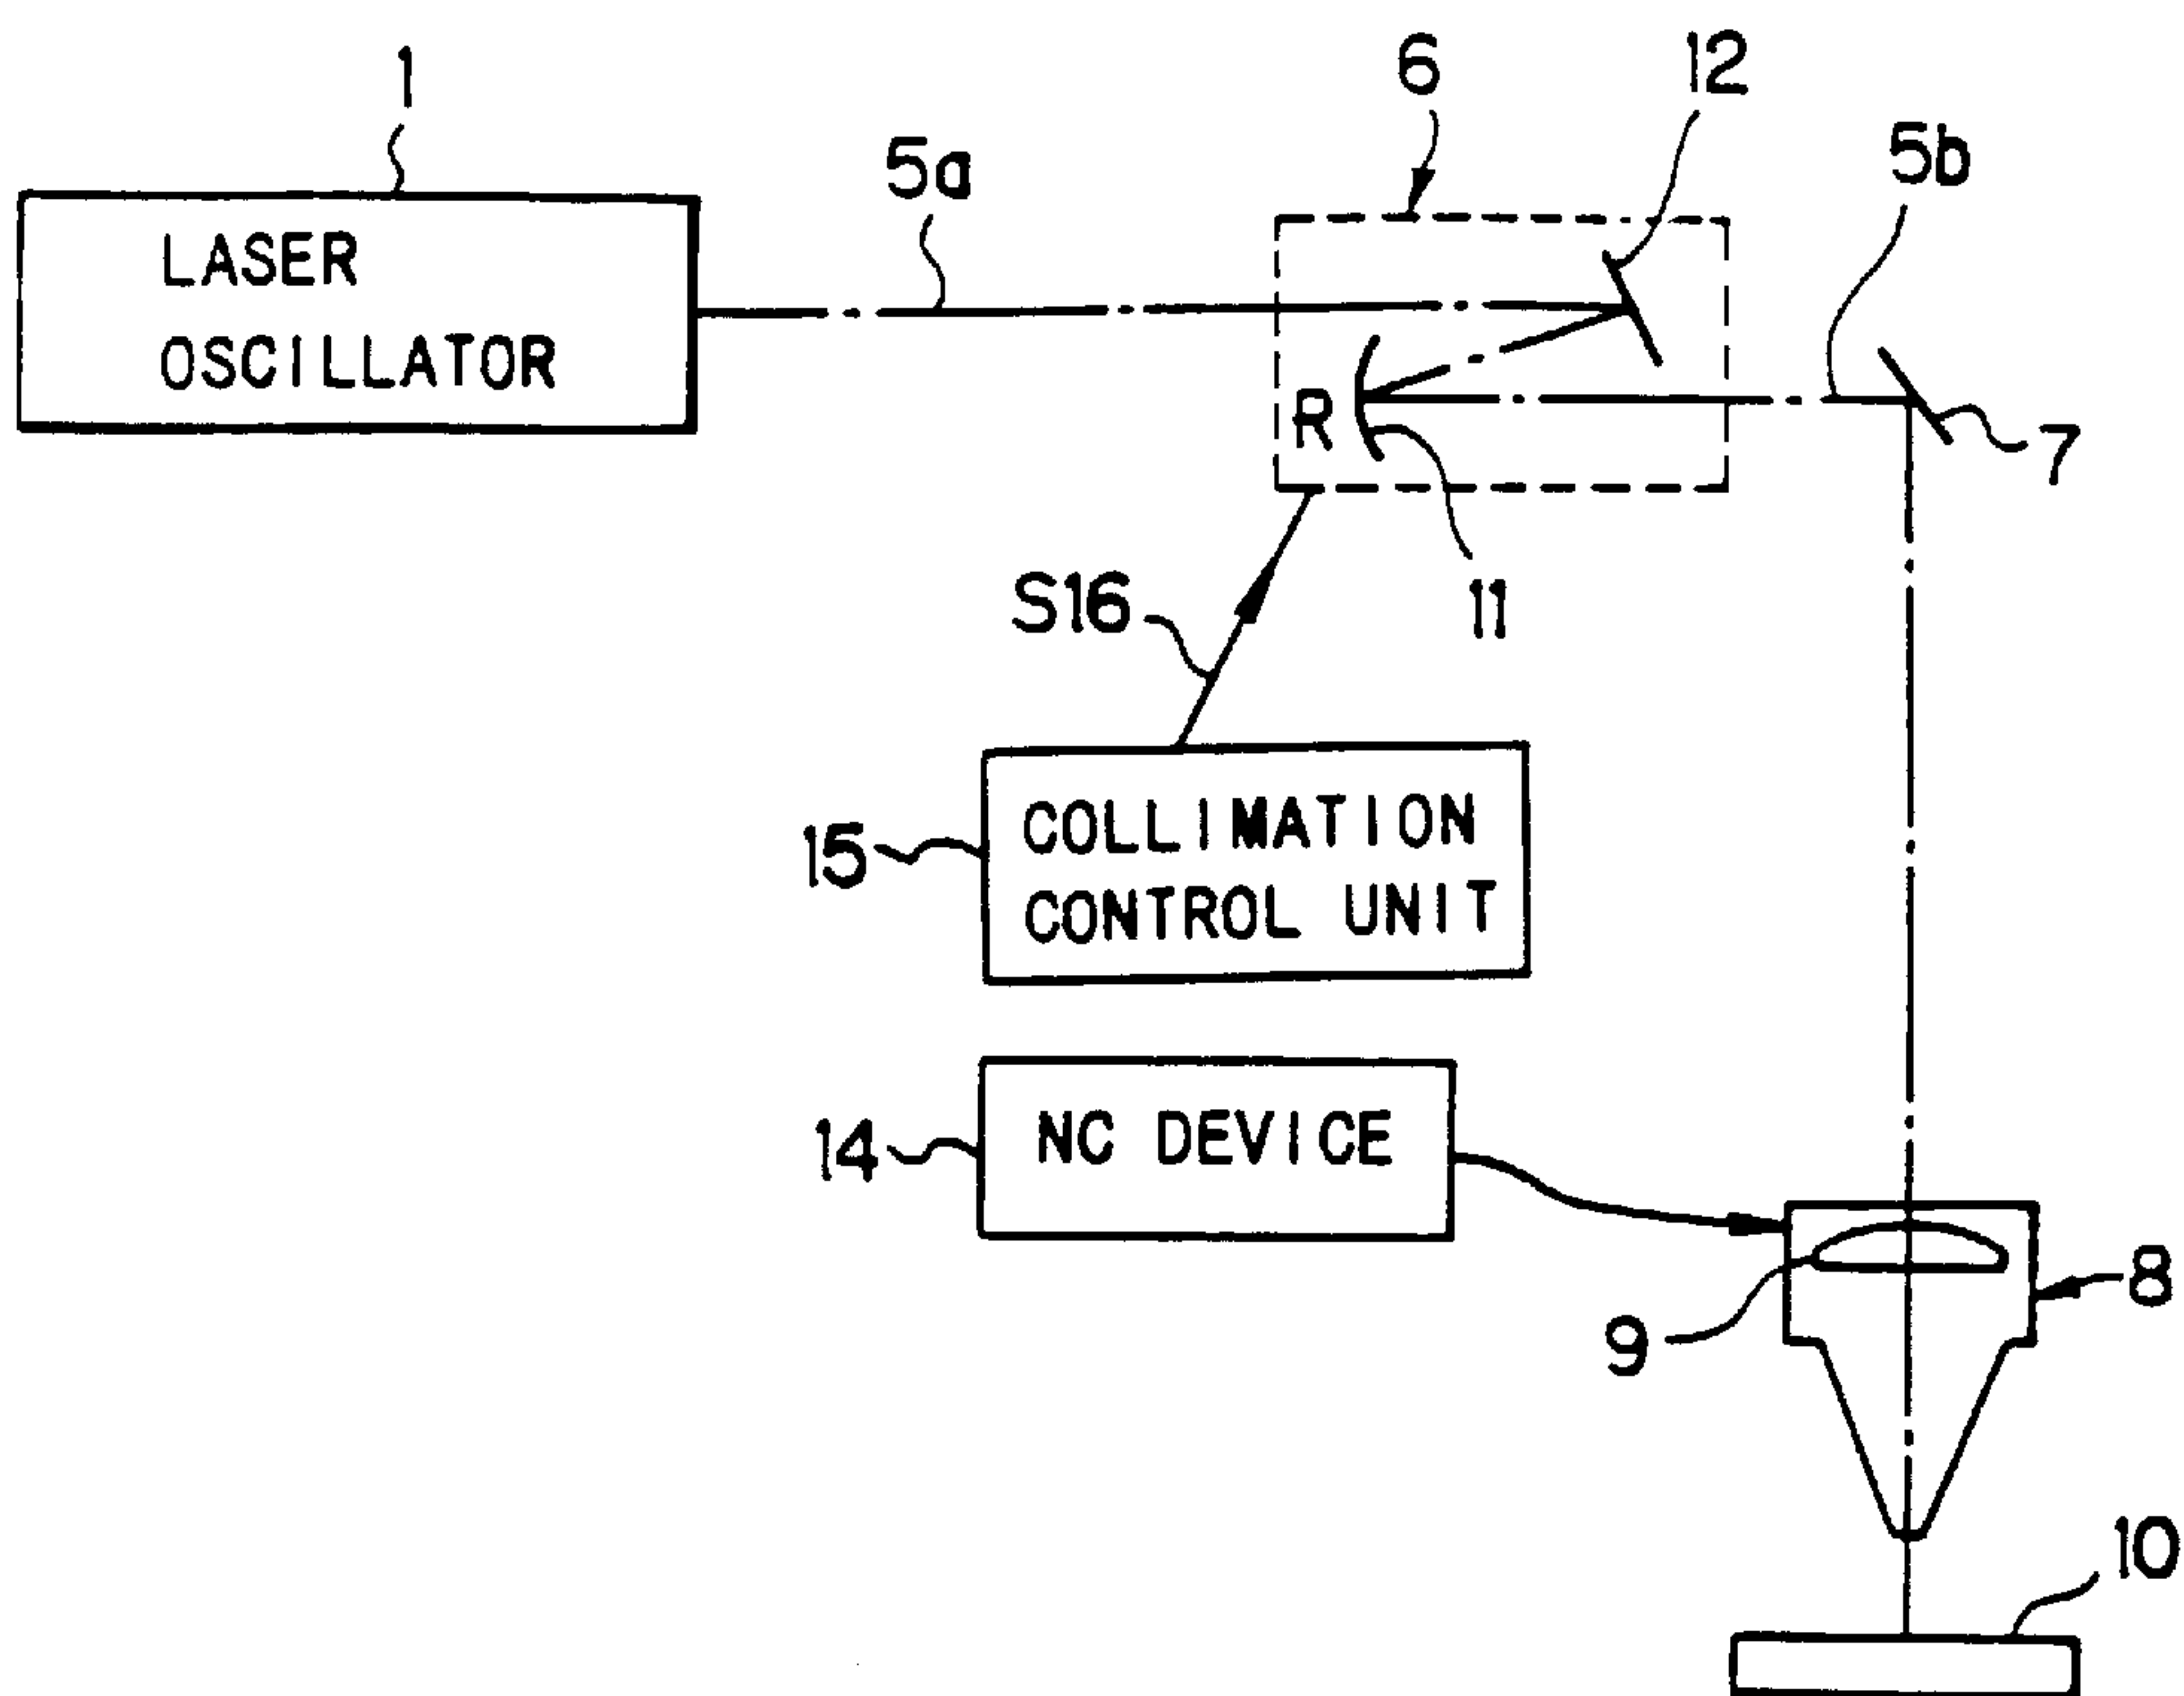 1
6
12
5a
5b
LASER
OSCILLATOR
R
7
S16
11
15
COLLIMATION
CONTROL UNIT
14
NC DEVICE
8
9
10